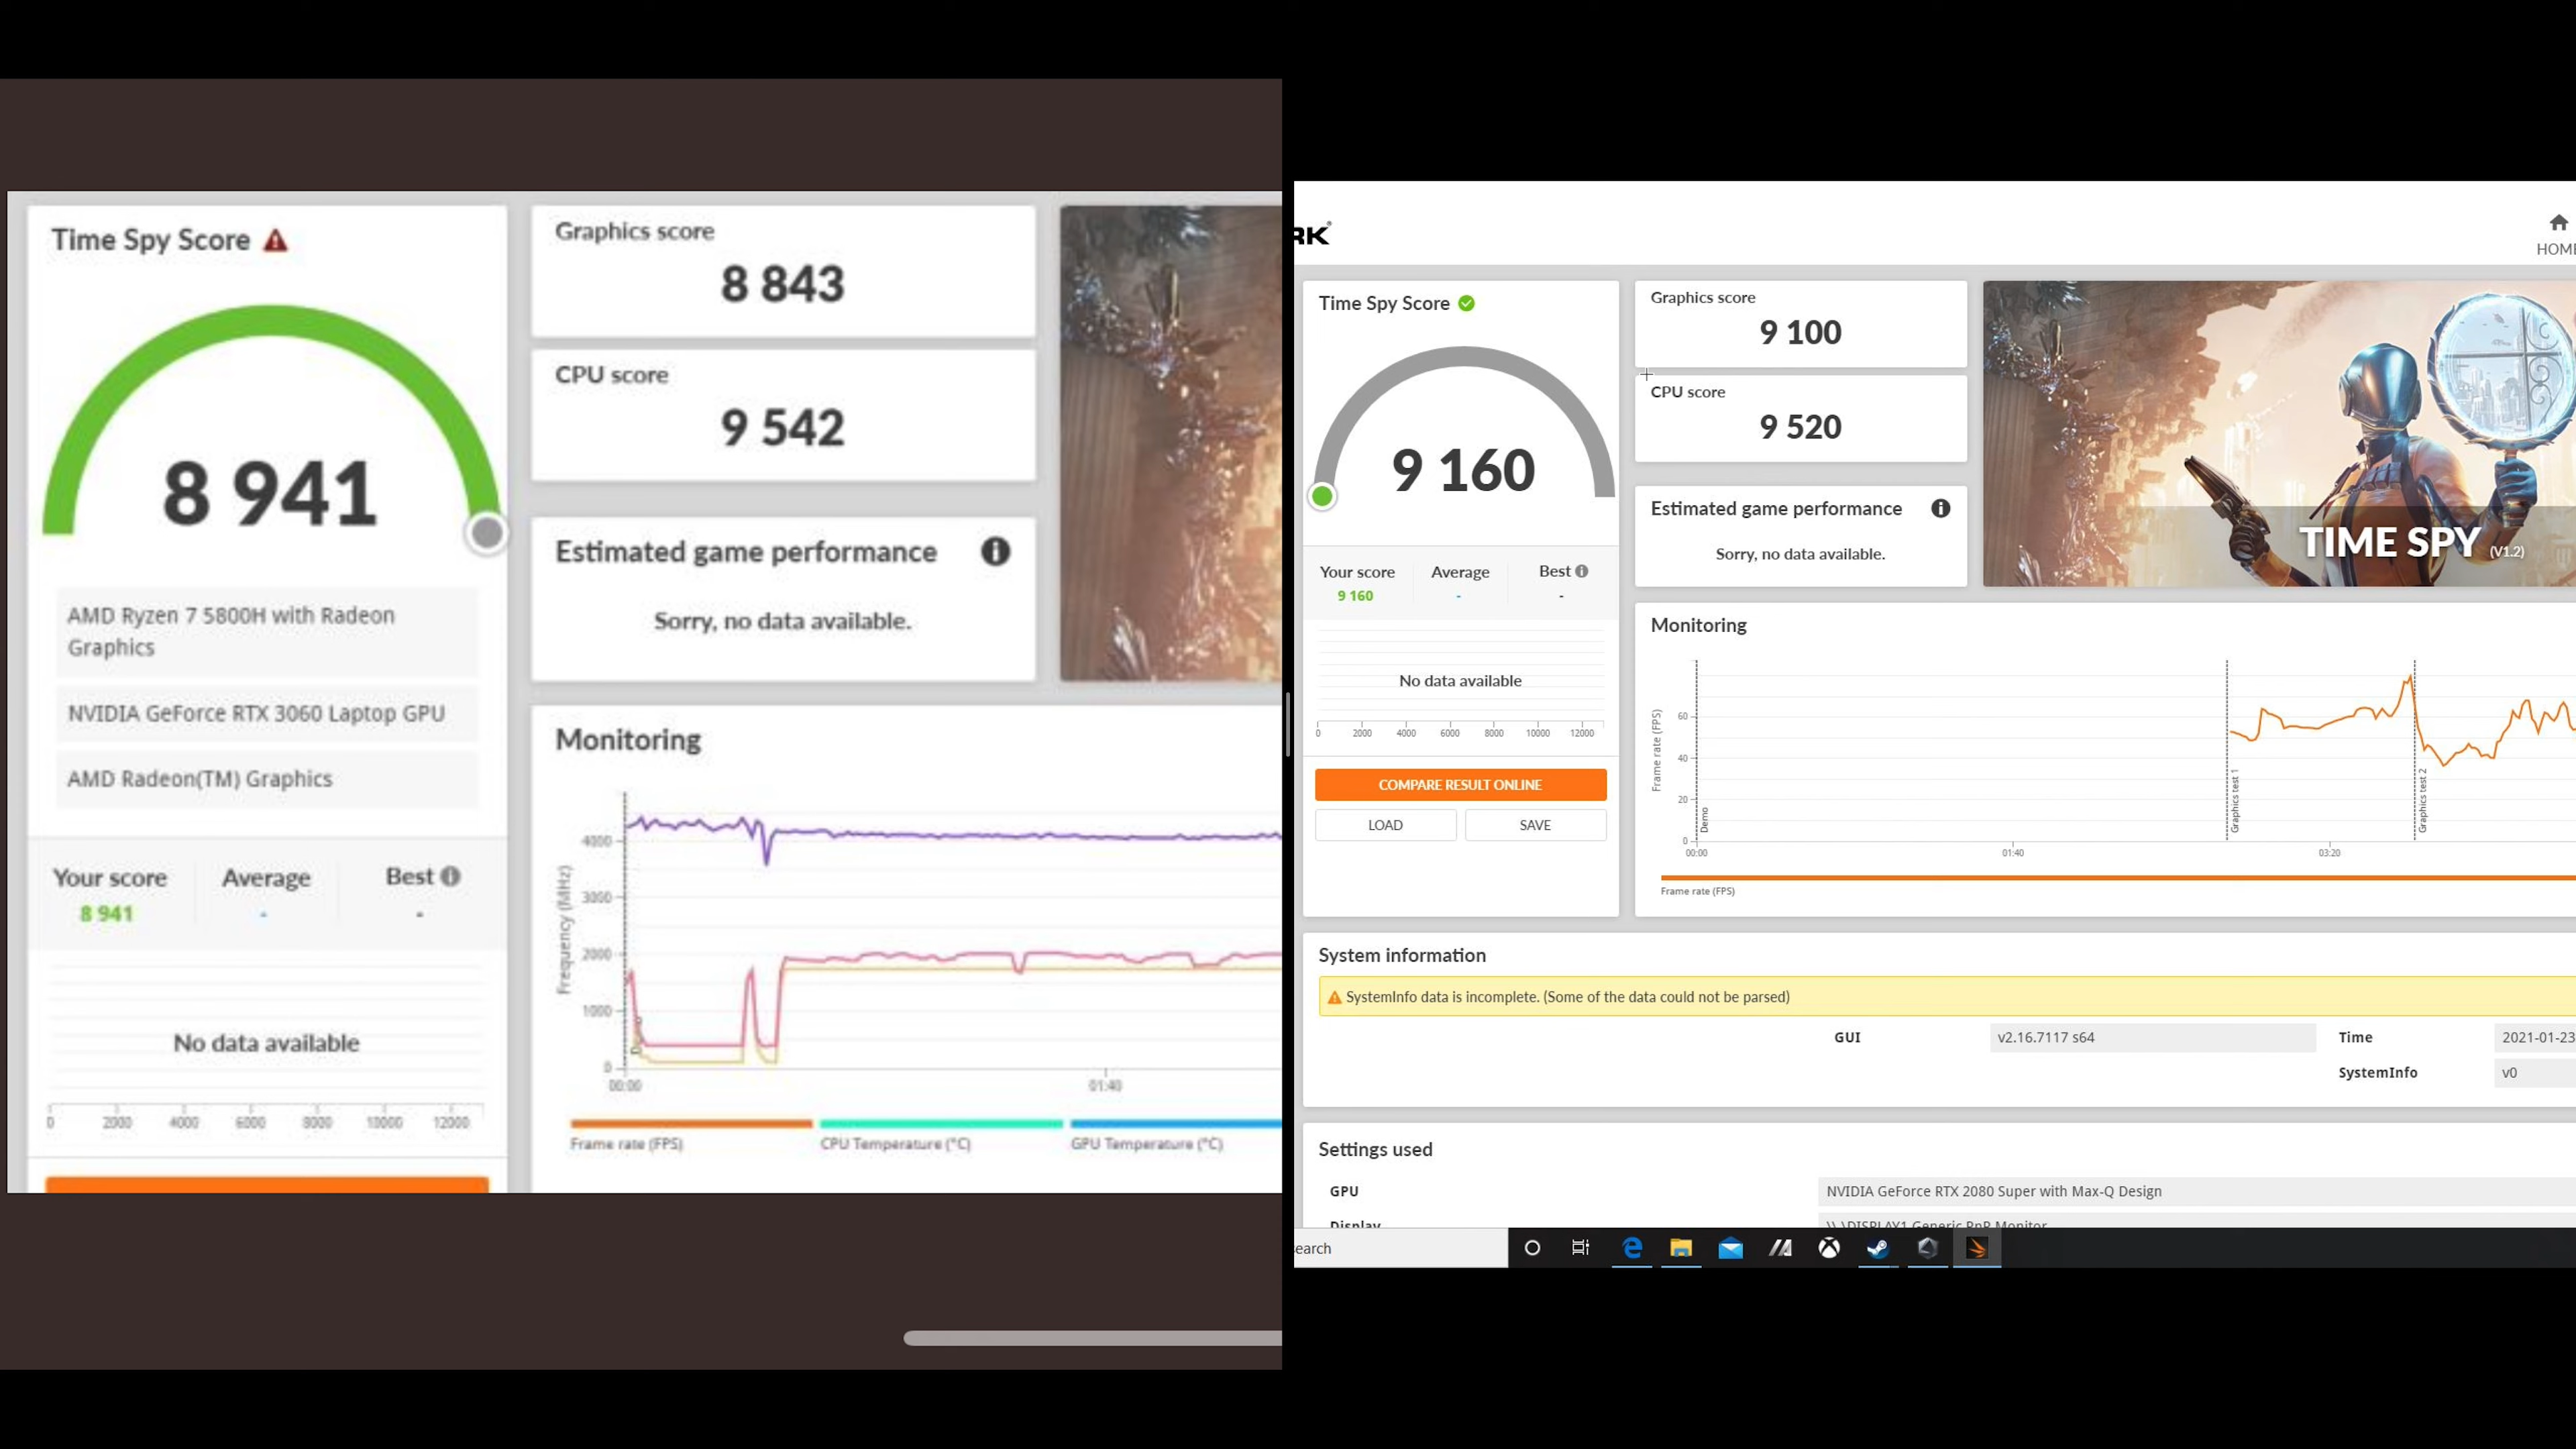 Time Spy Score
8 941
AMD Ryzen 7 5800H with Radeon
Graphics
NVIDIA GeForce RTX 3060 Laptop GPU
AMD Radeon(TM) Graphics
Your score
Average
Best
8 941
-
-
No data available
0 2000 4000 6000 8000 10000 12000
Graphics score
8 843
CPU score
9 542
Estimated game performance
Sorry, no data available.
Monitoring
Frequency (MHz)
4000
3000
2000
1000
0
00:00 01:40
Frame rate (FPS) CPU Temperature (°C) GPU Temperature (°C)
RK
HOME
Time Spy Score
9 160
Your score
Average
Best
9 160
-
-
No data available
0 2000 4000 6000 8000 10000 12000
COMPARE RESULT ONLINE
LOAD
SAVE
Graphics score
9 100
CPU score
9 520
Estimated game performance
Sorry, no data available.
TIME SPY (V1.2)
Monitoring
Frame rate (FPS)
60
40
20
0
Demo
Graphics test 1
Graphics test 2
00:00 01:40 03:20
Frame rate (FPS)
System information
SystemInfo data is incomplete. (Some of the data could not be parsed)
GUI v2.16.7117 s64 Time 2021-01-23
SystemInfo v0
Settings used
GPU NVIDIA GeForce RTX 2080 Super with Max-Q Design
Display \\.\DISPLAY1 Generic PnP Monitor
earch